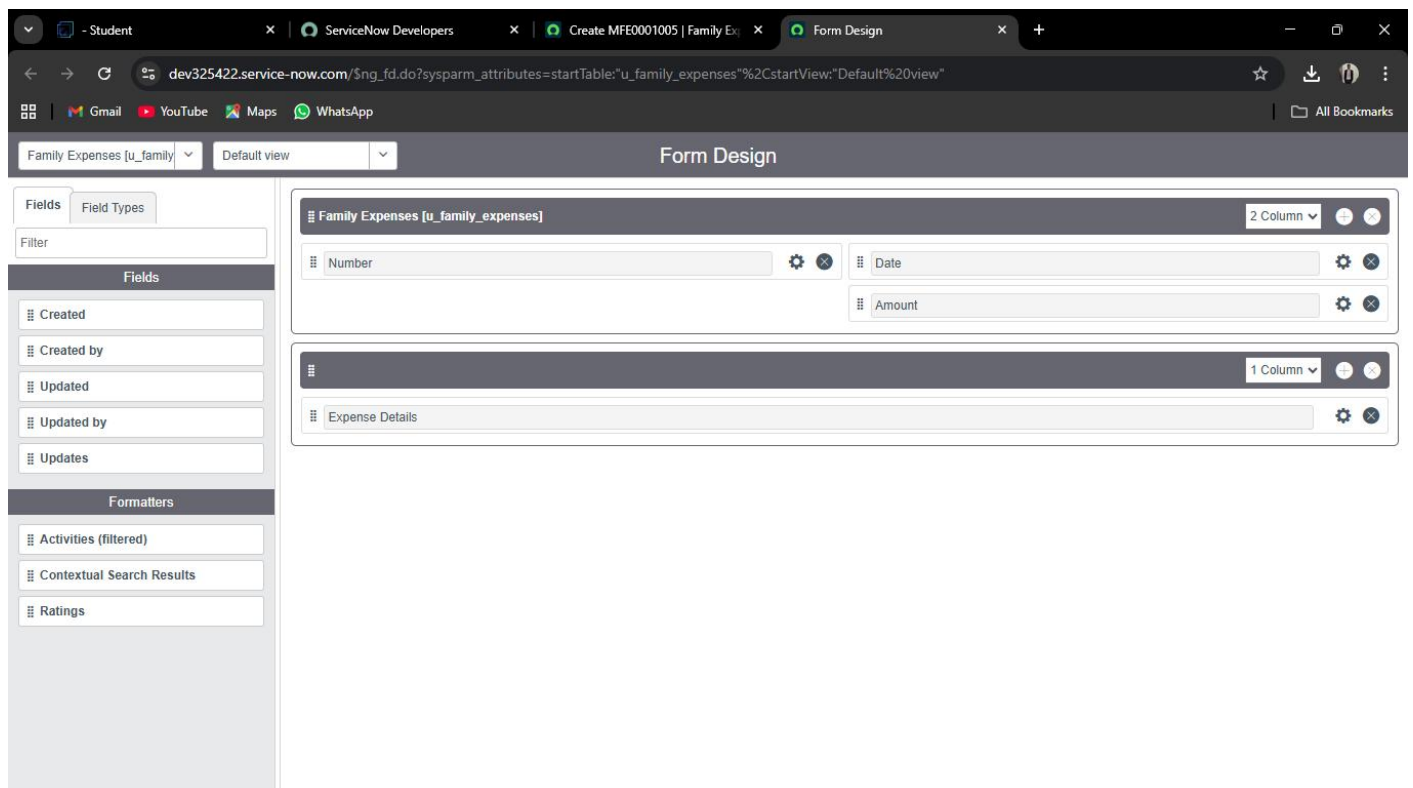 - Student
ServiceNow Developers
Create MFE0001005 | Family Ex
Form Design
dev325422.service-now.com/$ng_fd.do?sysparm_attributes=startTable:"u_family_expenses"%2CstartView:"Default%20view"
Gmail
YouTube
Maps
WhatsApp
All Bookmarks
Family Expenses [u_family
Default view
Form Design
Fields
Field Types
Filter
Fields
Created
Created by
Updated
Updated by
Updates
Formatters
Activities (filtered)
Contextual Search Results
Ratings
Family Expenses [u_family_expenses]
2 Column
Number
Date
Amount
1 Column
Expense Details